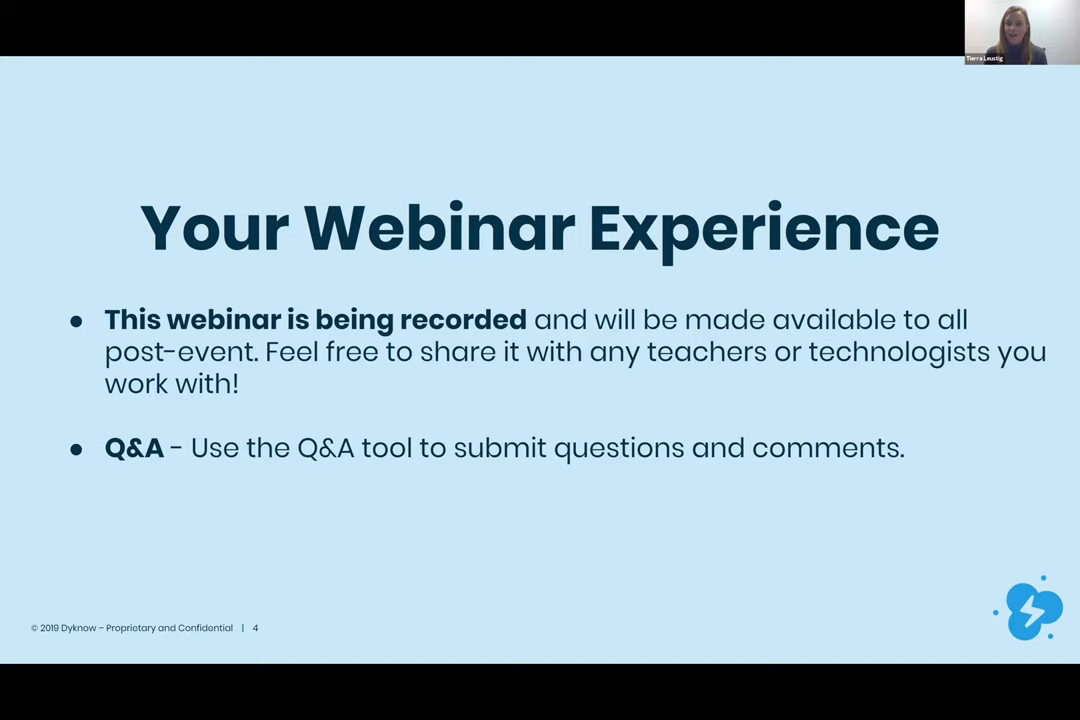 Tierra Leustig
Your Webinar Experience
● This webinar is being recorded and will be made available to all
post-event. Feel free to share it with any teachers or technologists you
work with!
● Q&A - Use the Q&A tool to submit questions and comments.
© 2019 Dyknow – Proprietary and Confidential | 4